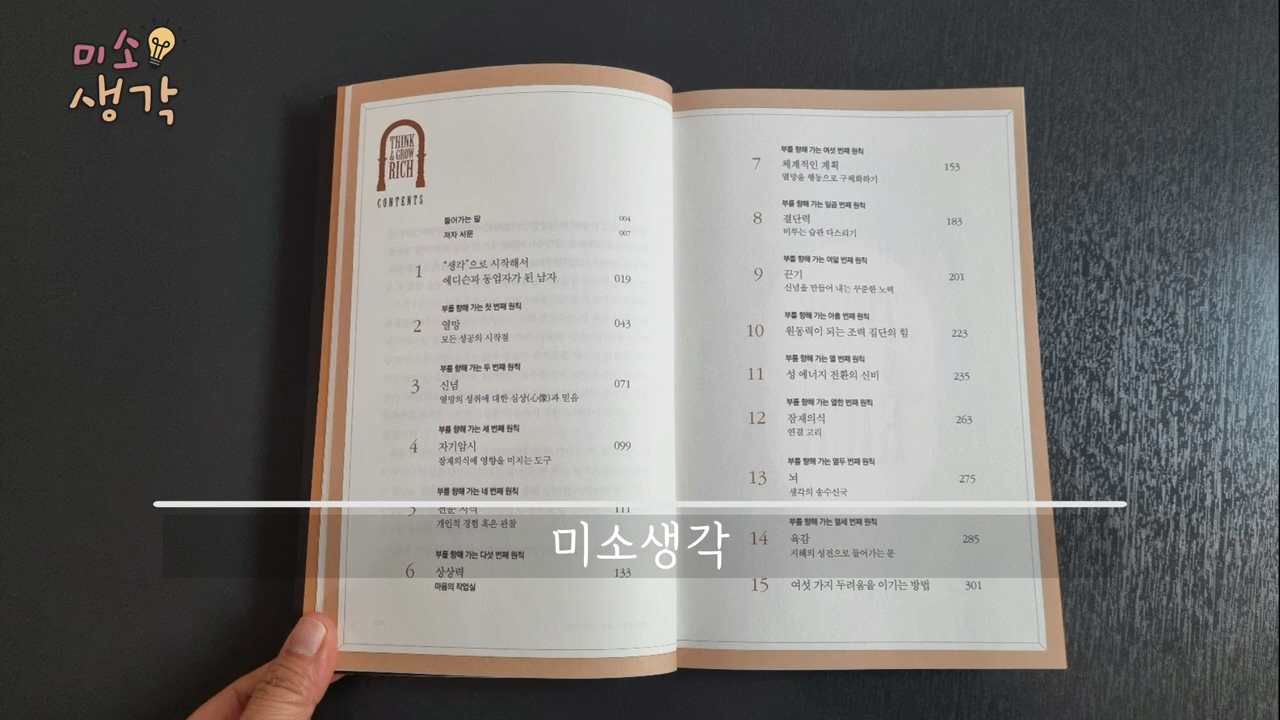 미소
생각
THINK
& GROW
RICH
CONTENTS
들어가는 말 004
저자 서문 007
1 “생각”으로 시작해서
에디슨과 동업자가 된 남자 019
부를 향해 가는 첫 번째 원칙
2 열망 043
모든 성공의 시작점
부를 향해 가는 두 번째 원칙
3 신념 071
열망의 성취에 대한 심상(心像)과 믿음
부를 향해 가는 세 번째 원칙
4 자기암시 099
잠재의식에 영향을 미치는 도구
부를 향해 가는 네 번째 원칙
5 전문 지식 111
개인적 경험 혹은 관찰
부를 향해 가는 다섯 번째 원칙
6 상상력 133
마음의 작업실
부를 향해 가는 여섯 번째 원칙
7 체계적인 계획 153
열망을 행동으로 구체화하기
부를 향해 가는 일곱 번째 원칙
8 결단력 183
미루는 습관 다스리기
부를 향해 가는 여덟 번째 원칙
9 끈기 201
신념을 만들어 내는 꾸준한 노력
부를 향해 가는 아홉 번째 원칙
10 원동력이 되는 조력 집단의 힘 223
부를 향해 가는 열 번째 원칙
11 성 에너지 전환의 신비 235
부를 향해 가는 열한 번째 원칙
12 잠재의식 263
연결 고리
부를 향해 가는 열두 번째 원칙
13 뇌 275
생각의 송수신국
부를 향해 가는 열세 번째 원칙
14 육감 285
지혜의 성전으로 들어가는 문
15 여섯 가지 두려움을 이기는 방법 301
미소생각